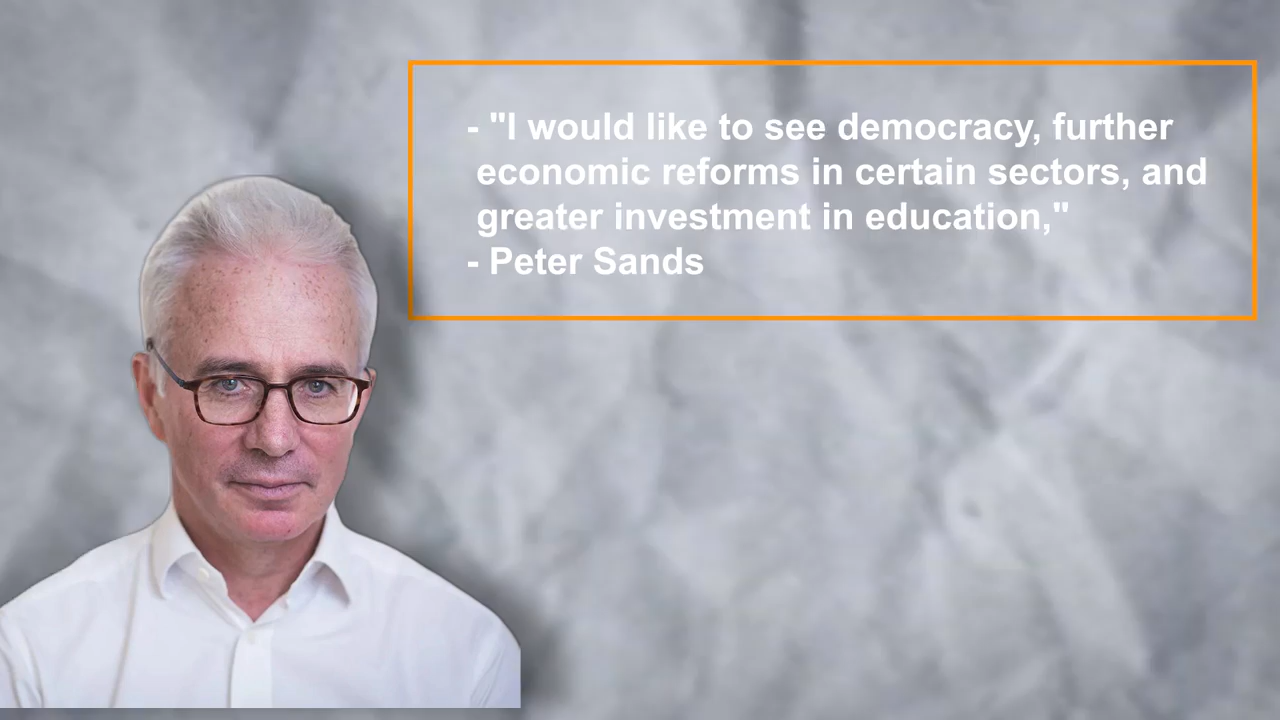 - "I would like to see democracy, further
economic reforms in certain sectors, and
greater investment in education,"
- Peter Sands